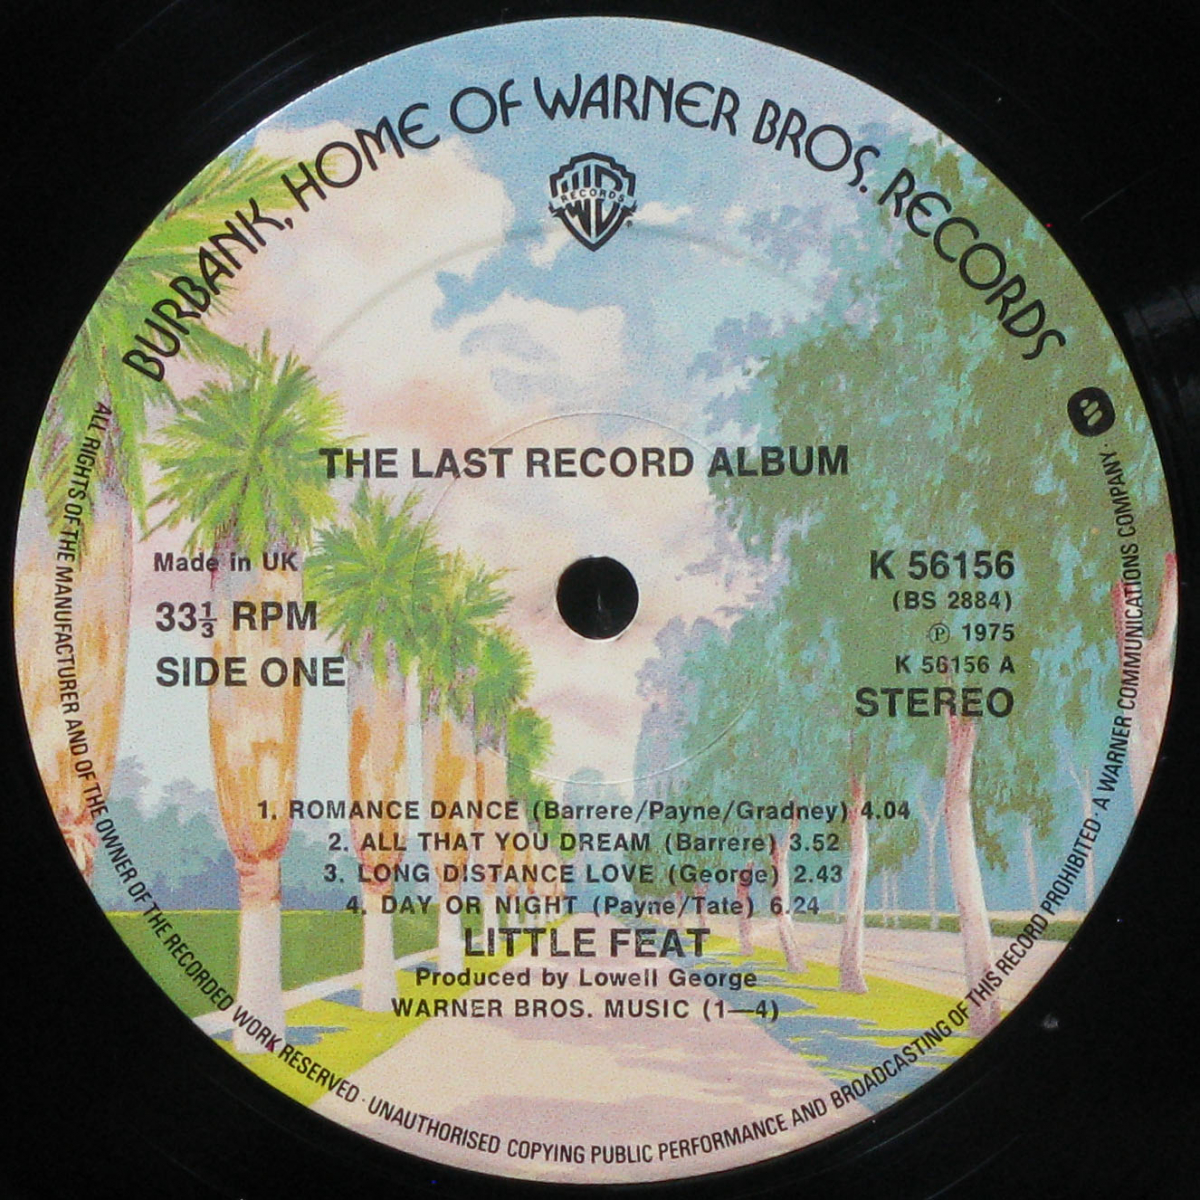 BURBANK, HOME OF WARNER BROS. RECORDS
WB
RECORDS
THE LAST RECORD ALBUM
Made in UK
33⅓ RPM
SIDE ONE
K 56156
(BS 2884)
℗ 1975
K 56156 A
STEREO
1. ROMANCE DANCE (Barrere/Payne/Gradney) 4.04
2. ALL THAT YOU DREAM (Barrere) 3.52
3. LONG DISTANCE LOVE (George) 2.43
4. DAY OR NIGHT (Payne/Tate) 6.24
LITTLE FEAT
Produced by Lowell George
WARNER BROS. MUSIC (1—4)
ALL RIGHTS OF THE MANUFACTURER AND OF THE OWNER OF THE RECORDED WORK RESERVED · UNAUTHORISED COPYING PUBLIC PERFORMANCE AND BROADCASTING OF THIS RECORD PROHIBITED · A WARNER COMMUNICATIONS COMPANY ·